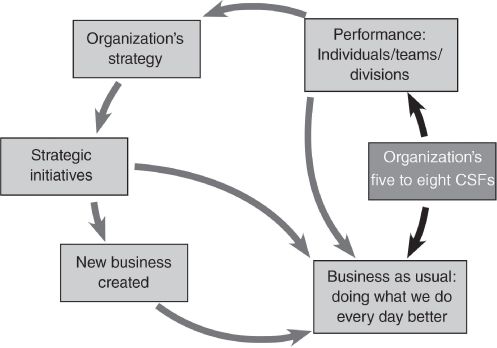 Organization's
strategy
Performance:
Individuals/teams/
divisions
Strategic
initiatives
Organization's
five to eight CSFs
New business
created
Business as usual:
doing what we do
every day better